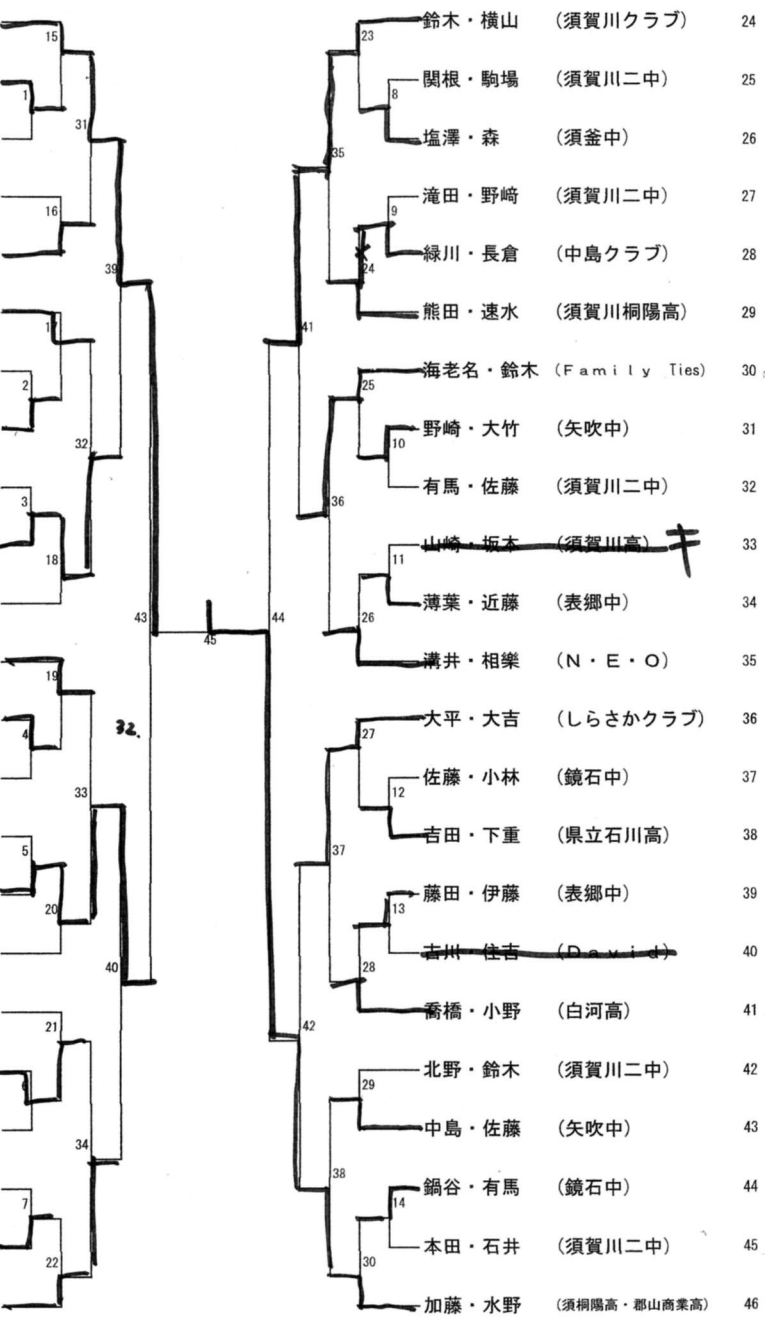 鈴木・横山 （須賀川クラブ） 24
関根・駒場 （須賀川二中） 25
塩澤・森 （須釜中） 26
滝田・野﨑 （須賀川二中） 27
緑川・長倉 （中島クラブ） 28
熊田・速水 （須賀川桐陽高） 29
海老名・鈴木 （Ｆａｍｉｌｙ Ties） 30
野崎・大竹 （矢吹中） 31
有馬・佐藤 （須賀川二中） 32
山崎・坂本 （須賀川高） キ 33
薄葉・近藤 （表郷中） 34
溝井・相樂 （Ｎ・Ｅ・Ｏ） 35
大平・大吉 （しらさかクラブ） 36
佐藤・小林 （鏡石中） 37
吉田・下重 （県立石川高） 38
藤田・伊藤 （表郷中） 39
吉川・住吉 （Ｄａｖｉｄ） 40
喬橋・小野 （白河高） 41
北野・鈴木 （須賀川二中） 42
中島・佐藤 （矢吹中） 43
鍋谷・有馬 （鏡石中） 44
本田・石井 （須賀川二中） 45
加藤・水野 （須桐陽高・郡山商業高） 46
15
1
31
16
39
17
2
32
3
18
43
19
4
32.
33
5
20
40
21
34
7
22
45
44
23
8
35
9
24
41
25
10
36
11
26
27
12
37
13
28
42
29
38
14
30